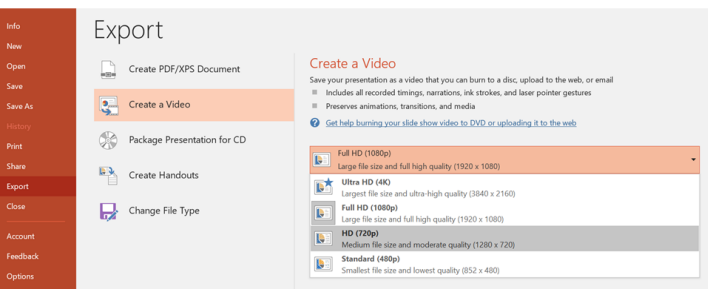 Info
New
Open
Save
Save As
History
Print
Share
Export
Close
Account
Feedback
Options
Export
Create PDF/XPS Document
Create a Video
Package Presentation for CD
Create Handouts
Change File Type
Create a Video
Save your presentation as a video that you can burn to a disc, upload to the web, or email
Includes all recorded timings, narrations, ink strokes, and laser pointer gestures
Preserves animations, transitions, and media
Get help burning your slide show video to DVD or uploading it to the web
Full HD (1080p)
Large file size and full high quality (1920 x 1080)
Ultra HD (4K)
Largest file size and ultra-high quality (3840 x 2160)
Full HD (1080p)
Large file size and full high quality (1920 x 1080)
HD (720p)
Medium file size and moderate quality (1280 x 720)
Standard (480p)
Smallest file size and lowest quality (852 x 480)